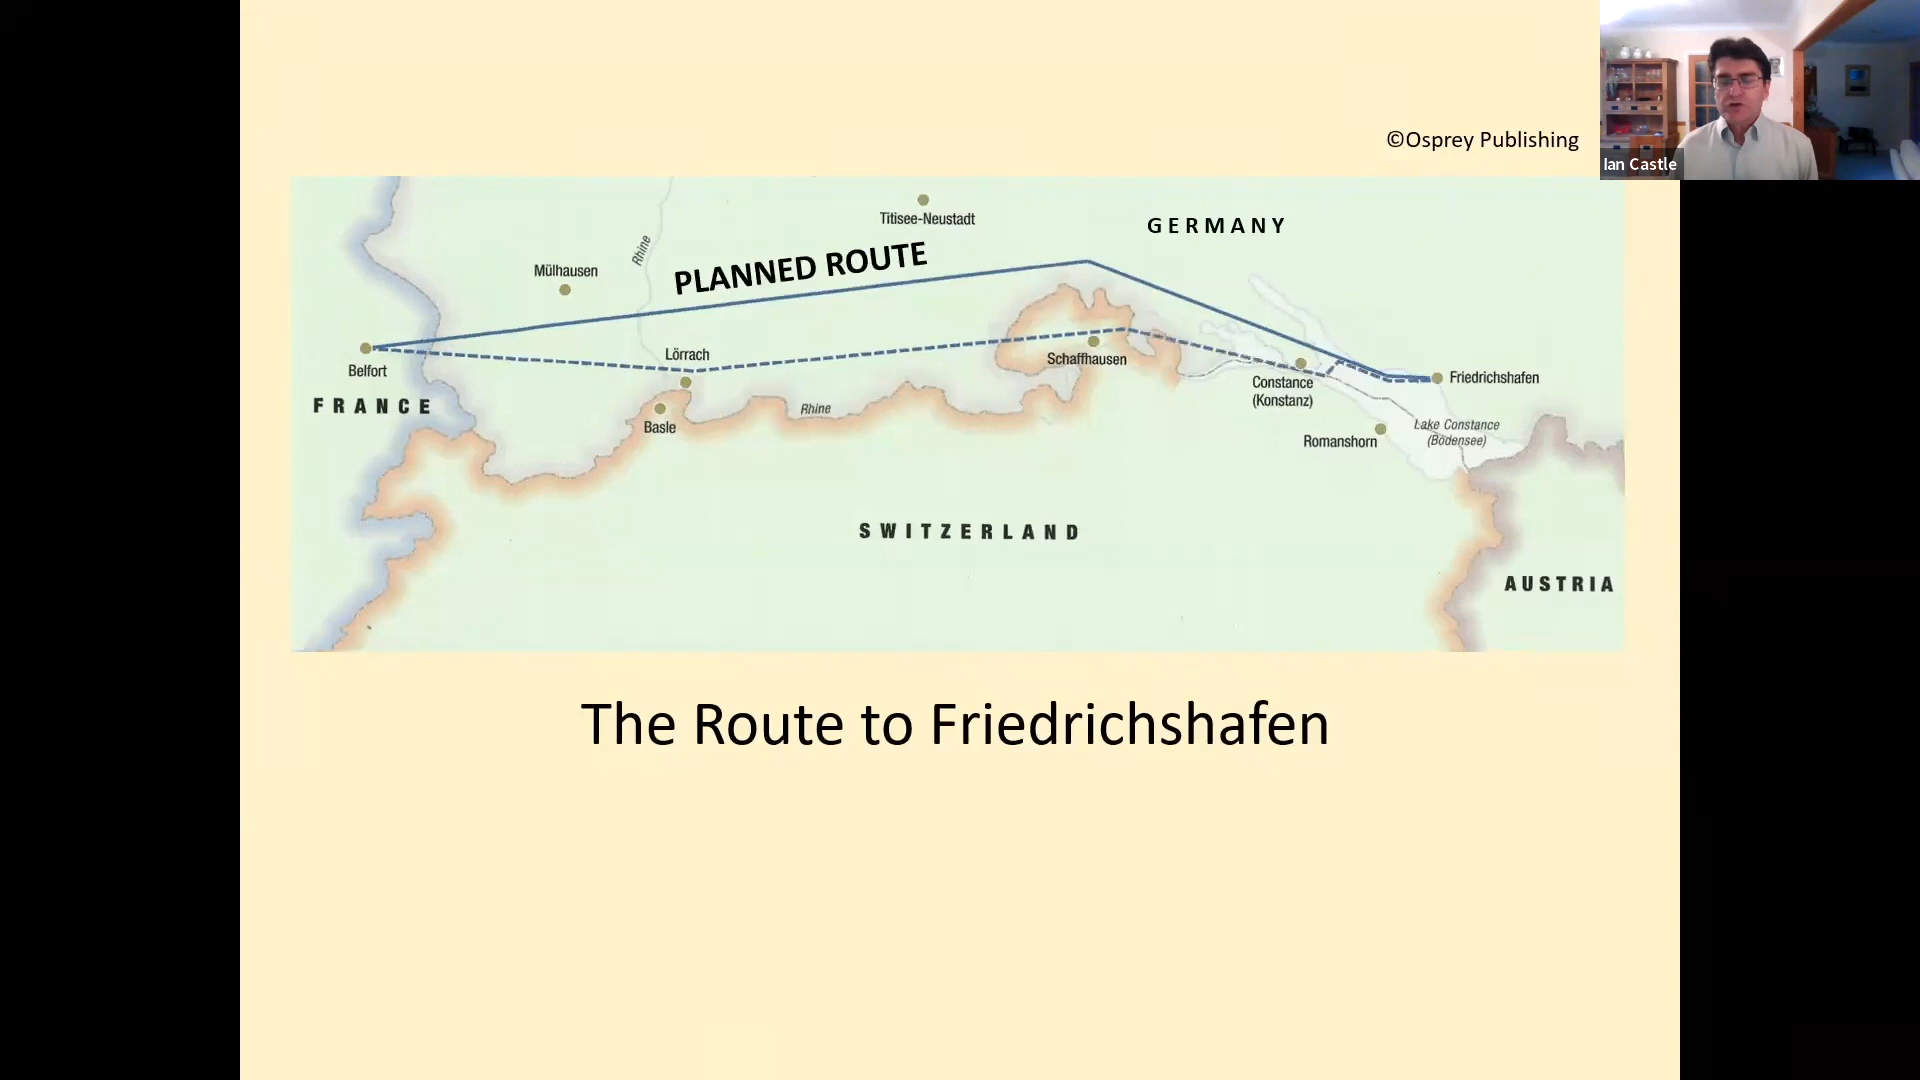 ©Osprey Publishing
Ian Castle
Titisee-Neustadt
GERMANY
Rhine
PLANNED ROUTE
Mülhausen
Lörrach
Belfort
Schaffhausen
Friedrichshafen
Constance
(Konstanz)
FRANCE
Rhine
Basle
Lake Constance
(Bodensee)
Romanshorn
SWITZERLAND
AUSTRIA
The Route to Friedrichshafen